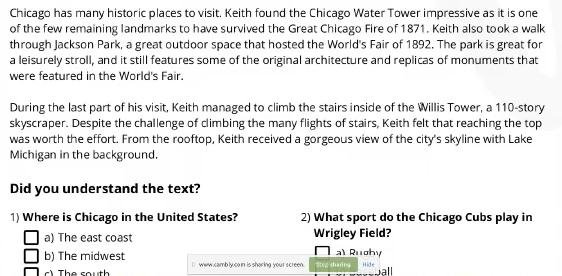 Chicago has many historic places to visit. Keith found the Chicago Water Tower impressive as it is one
of the few remaining landmarks to have survived the Great Chicago Fire of 1871. Keith also took a walk
through Jackson Park, a great outdoor space that hosted the World's Fair of 1892. The park is great for
a leisurely stroll, and it still features some of the original architecture and replicas of monuments that
were featured in the World's Fair.
During the last part of his visit, Keith managed to climb the stairs inside of the Willis Tower, a 110-story
skyscraper. Despite the challenge of climbing the many flights of stairs, Keith felt that reaching the top
was worth the effort. From the rooftop, Keith received a gorgeous view of the city's skyline with Lake
Michigan in the background.
Did you understand the text?
1) Where is Chicago in the United States?
a) The east coast
b) The midwest
c) The south
2) What sport do the Chicago Cubs play in
Wrigley Field?
a) Rugby
b) Baseball
www.cambly.com is sharing your screen. Stop sharing Hide